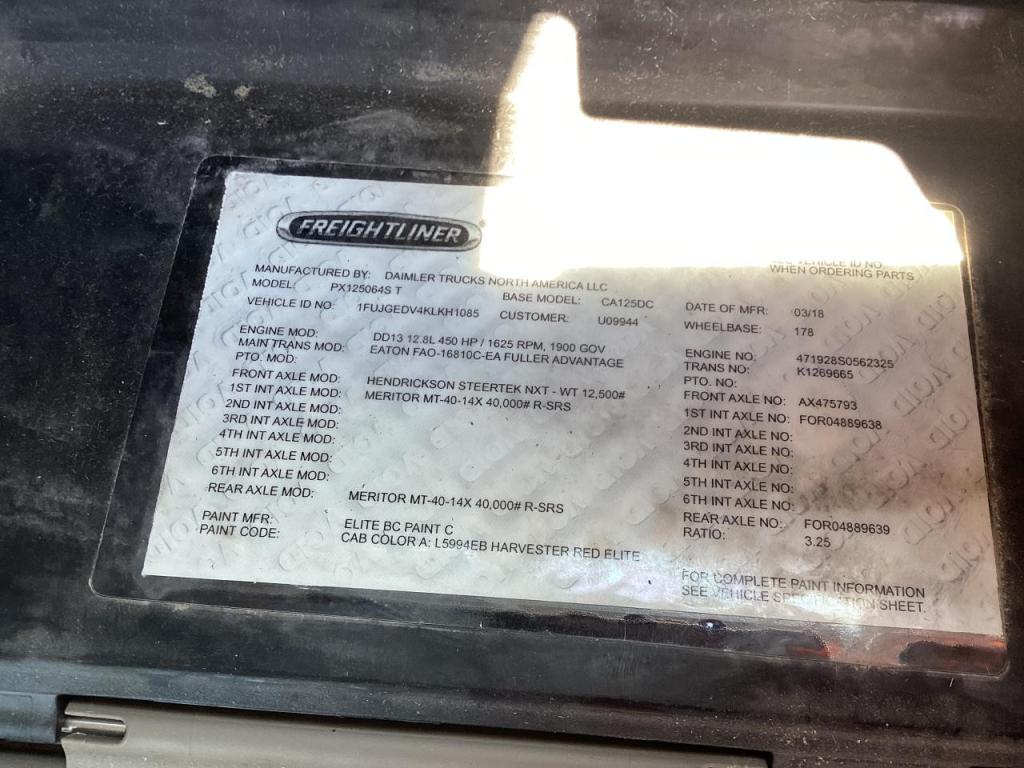 FREIGHTLINER
VEHICLE ID NO.
WHEN ORDERING PARTS
MANUFACTURED BY: DAIMLER TRUCKS NORTH AMERICA LLC
MODEL: PX125064S T BASE MODEL: CA125DC DATE OF MFR: 03/18
VEHICLE ID NO: 1FUJGEDV4KLKH1085 CUSTOMER: U09944 WHEELBASE: 178
ENGINE MOD: DD13 12.8L 450 HP / 1625 RPM, 1900 GOV ENGINE NO: 471928S0562325
MAIN TRANS MOD: EATON FAO-16810C-EA FULLER ADVANTAGE TRANS NO: K1269665
PTO. MOD: PTO. NO:
FRONT AXLE MOD: HENDRICKSON STEERTEK NXT - WT 12,500# FRONT AXLE NO: AX475793
1ST INT AXLE MOD: MERITOR MT-40-14X 40,000# R-SRS 1ST INT AXLE NO: FOR04889638
2ND INT AXLE MOD: 2ND INT AXLE NO:
3RD INT AXLE MOD: 3RD INT AXLE NO:
4TH INT AXLE MOD: 4TH INT AXLE NO:
5TH INT AXLE MOD: 5TH INT AXLE NO:
6TH INT AXLE MOD: 6TH INT AXLE NO:
REAR AXLE MOD: MERITOR MT-40-14X 40,000# R-SRS REAR AXLE NO: FOR04889639
RATIO: 3.25
PAINT MFR: ELITE BC PAINT C
PAINT CODE: CAB COLOR A: L5994EB HARVESTER RED ELITE
FOR COMPLETE PAINT INFORMATION
SEE VEHICLE SPECIFICATION SHEET.